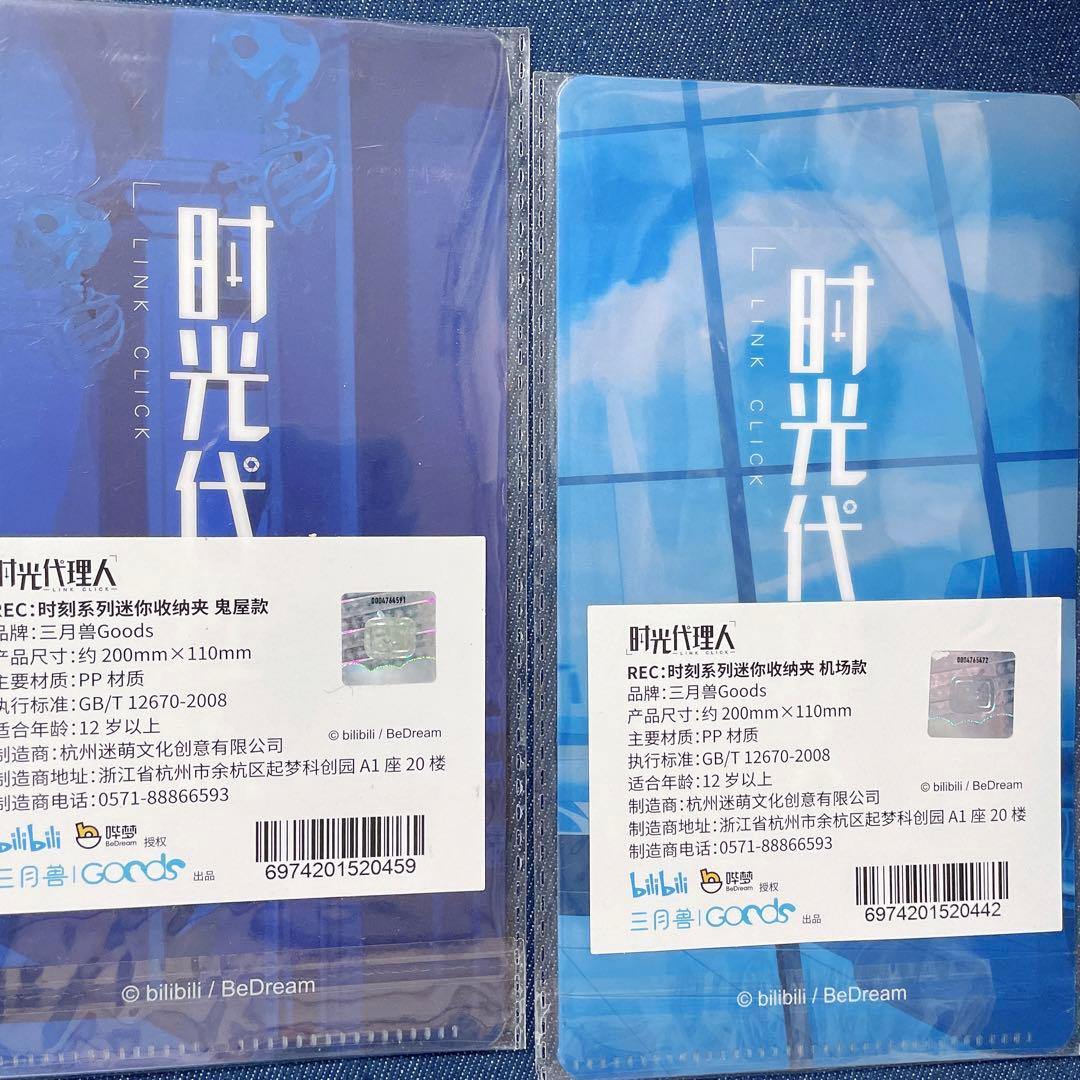 时光代
LINK CLICK
时光代理人
LINK CLICK
REC:时刻系列迷你收纳夹 鬼屋款
品牌:三月兽Goods
产品尺寸:约 200mm×110mm
主要材质:PP 材质
执行标准:GB/T 12670-2008
适合年龄:12 岁以上
制造商:杭州迷萌文化创意有限公司
制造商地址:浙江省杭州市余杭区起梦科创园 A1 座 20 楼
制造商电话:0571-88866593
0004764591
© bilibili / BeDream
bilibili 哔梦 BeDream 授权
三月兽 Goods 出品
6974201520459
© bilibili / BeDream
时光代
LINK CLICK
时光代理人
LINK CLICK
REC:时刻系列迷你收纳夹 机场款
品牌:三月兽Goods
产品尺寸:约 200mm×110mm
主要材质:PP 材质
执行标准:GB/T 12670-2008
适合年龄:12 岁以上
制造商:杭州迷萌文化创意有限公司
制造商地址:浙江省杭州市余杭区起梦科创园 A1 座 20 楼
制造商电话:0571-88866593
0004765672
© bilibili / BeDream
bilibili 哔梦 BeDream 授权
三月兽 Goods 出品
6974201520442
© bilibili / BeDream